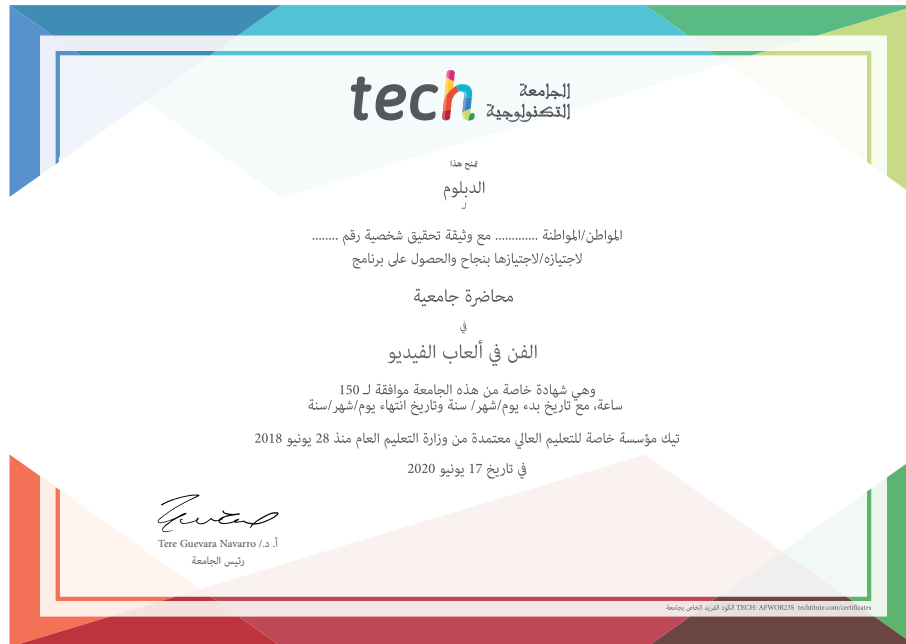 tech الجامعة
التكنولوجية
تمنح هذا
الدبلوم
لـ
المواطن/المواطنة ............. مع وثيقة تحقيق شخصية رقم ........
لاجتيازه/لاجتيازها بنجاح والحصول على برنامج
محاضرة جامعية
في
الفن في ألعاب الفيديو
وهي شهادة خاصة من هذه الجامعة موافقة لـ 150
ساعة، مع تاريخ بدء يوم/شهر/ سنة وتاريخ انتهاء يوم/شهر/سنة
تيك مؤسسة خاصة للتعليم العالي معتمدة من وزارة التعليم العام منذ 28 يونيو 2018
في تاريخ 17 يونيو 2020
أ. د./ Tere Guevara Navarro
رئيس الجامعة
الكود الفريد الخاص بجامعة TECH: AFWOR23S techtitute.com/certificates